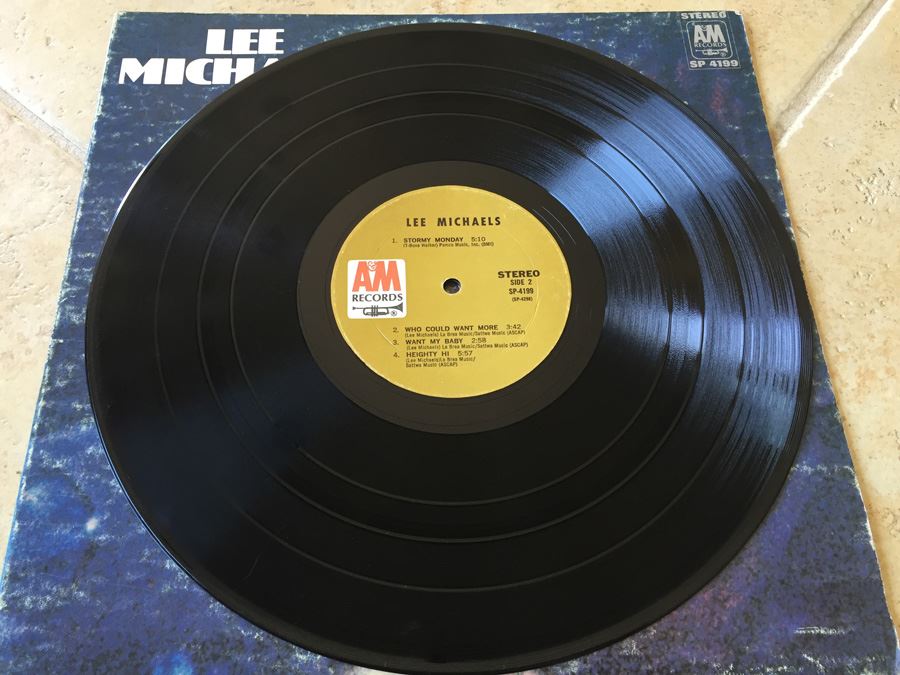 LEE
MICHA
STEREO
A&M
RECORDS
SP 4199
LEE MICHAELS
1. STORMY MONDAY 5:10
(T-Bone Walker) Panco Music, Inc. (BMI)
A&M
RECORDS
®
STEREO
SIDE 2
SP-4199
(SP-4298)
2. WHO COULD WANT MORE 3:42
(Lee Michaels) La Brea Music/Sattwa Music (ASCAP)
3. WANT MY BABY 2:58
(Lee Michaels) La Brea Music/Sattwa Music (ASCAP)
4. HEIGHTY HI 5:57
(Lee Michaels)La Brea Music/
Sattwa Music (ASCAP)